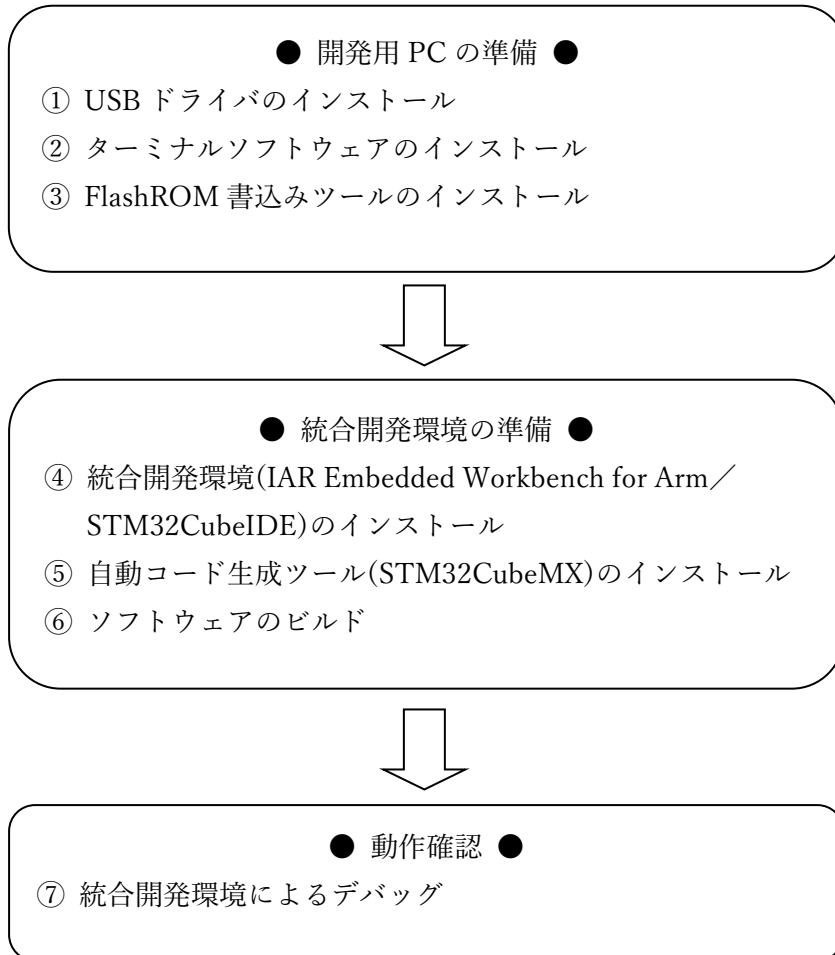 ● 開発用 PC の準備 ●
① USB ドライバのインストール
② ターミナルソフトウェアのインストール
③ FlashROM 書込みツールのインストール
● 統合開発環境の準備 ●
④ 統合開発環境(IAR Embedded Workbench for Arm／
STM32CubeIDE)のインストール
⑤ 自動コード生成ツール(STM32CubeMX)のインストール
⑥ ソフトウェアのビルド
● 動作確認 ●
⑦ 統合開発環境によるデバッグ